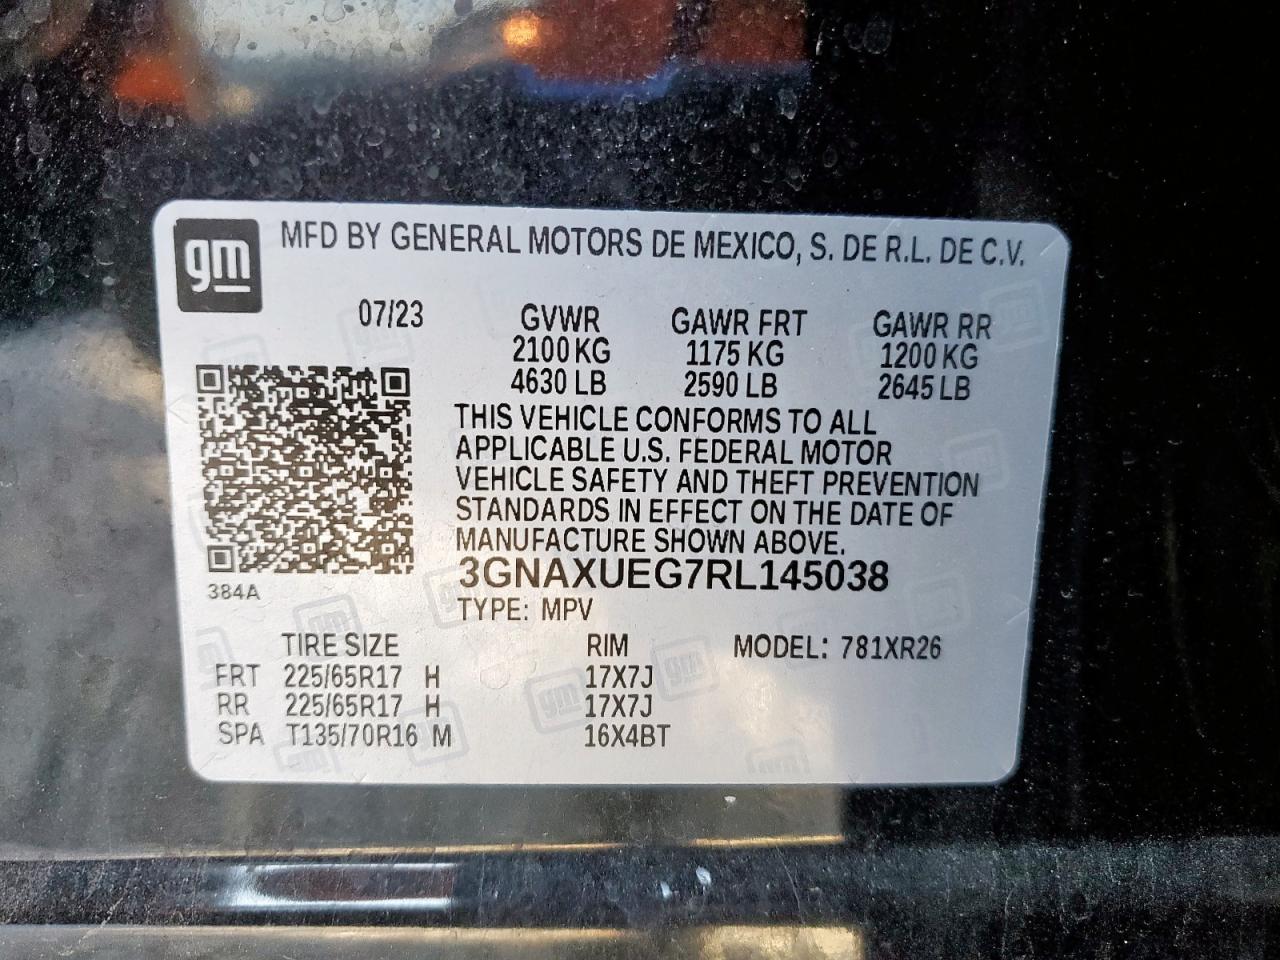 gm MFD BY GENERAL MOTORS DE MEXICO, S. DE R.L. DE C.V.
07/23 GVWR GAWR FRT GAWR RR
2100 KG 1175 KG 1200 KG
4630 LB 2590 LB 2645 LB
THIS VEHICLE CONFORMS TO ALL
APPLICABLE U.S. FEDERAL MOTOR
VEHICLE SAFETY AND THEFT PREVENTION
STANDARDS IN EFFECT ON THE DATE OF
MANUFACTURE SHOWN ABOVE.
3GNAXUEG7RL145038
384A
TYPE: MPV
TIRE SIZE RIM MODEL: 781XR26
FRT 225/65R17 H 17X7J
RR 225/65R17 H 17X7J
SPA T135/70R16 M 16X4BT